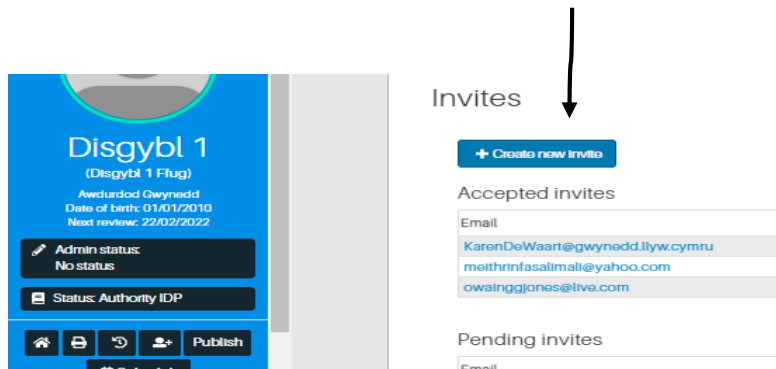 Disgybl 1
(Disgybl 1 Ffug)
Awdurdod Gwynedd
Date of birth: 01/01/2010
Next review: 22/02/2022
Admin status:
No status
Status: Authority IDP
Publish
Invites
+ Create new invite
Accepted invites
Email
KarenDeWaart@gwynedd.llyw.cymru
meithrinfasalimali@yahoo.com
owainggjones@live.com
Pending invites
Email